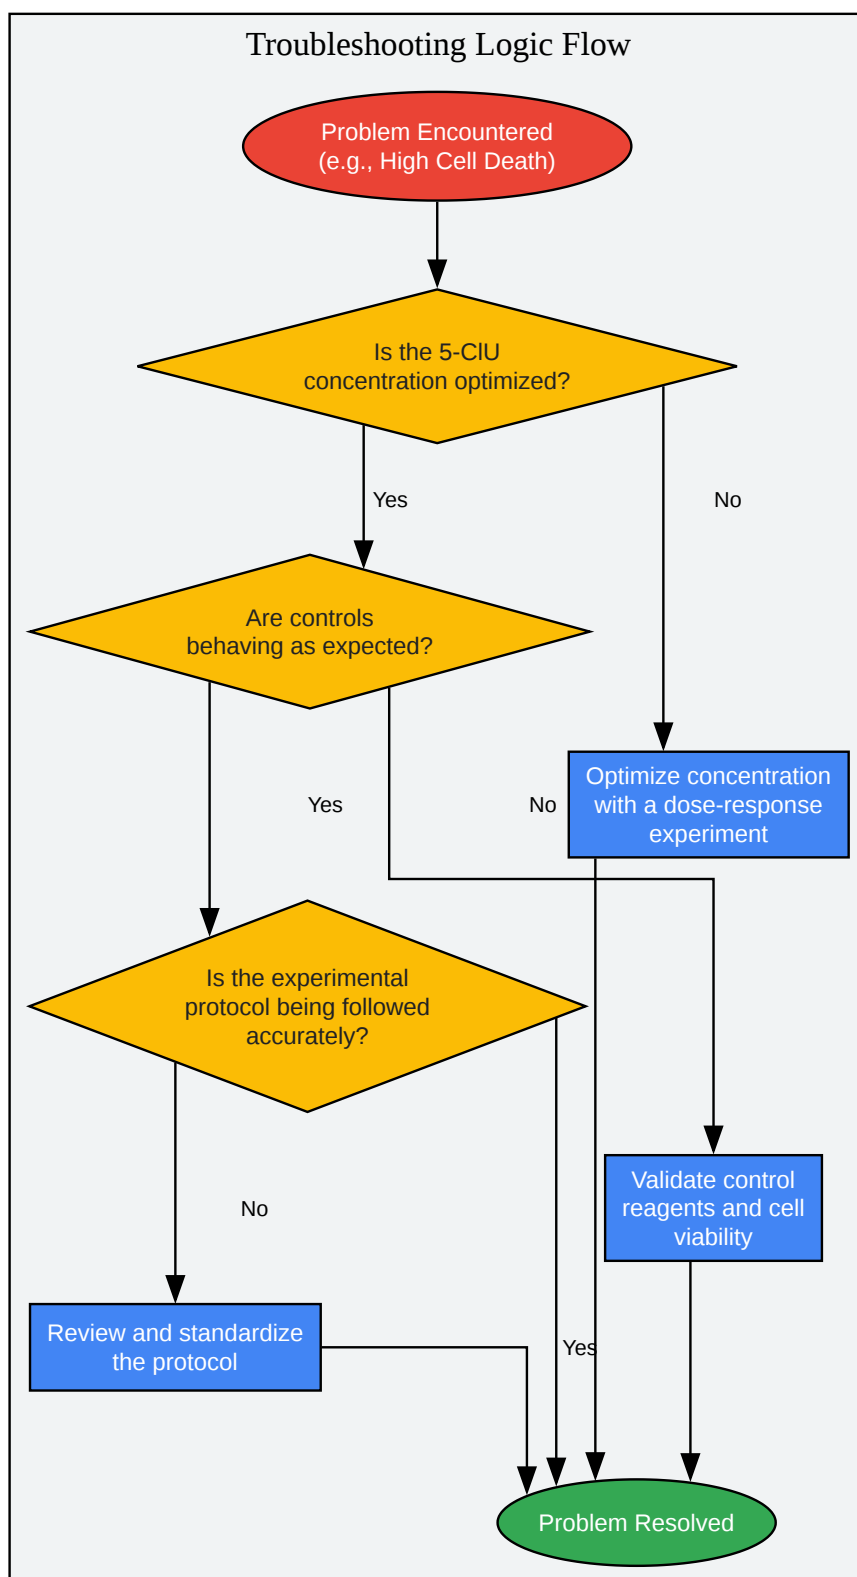 Troubleshooting Logic Flow
Problem Encountered
(e.g., High Cell Death)
Is the 5-ClU
concentration optimized?
Yes
No
Are controls
behaving as expected?
Optimize concentration
with a dose-response
experiment
Yes
No
Is the experimental
protocol being followed
accurately?
Validate control
reagents and cell
viability
No
Review and standardize
the protocol
Yes
Problem Resolved